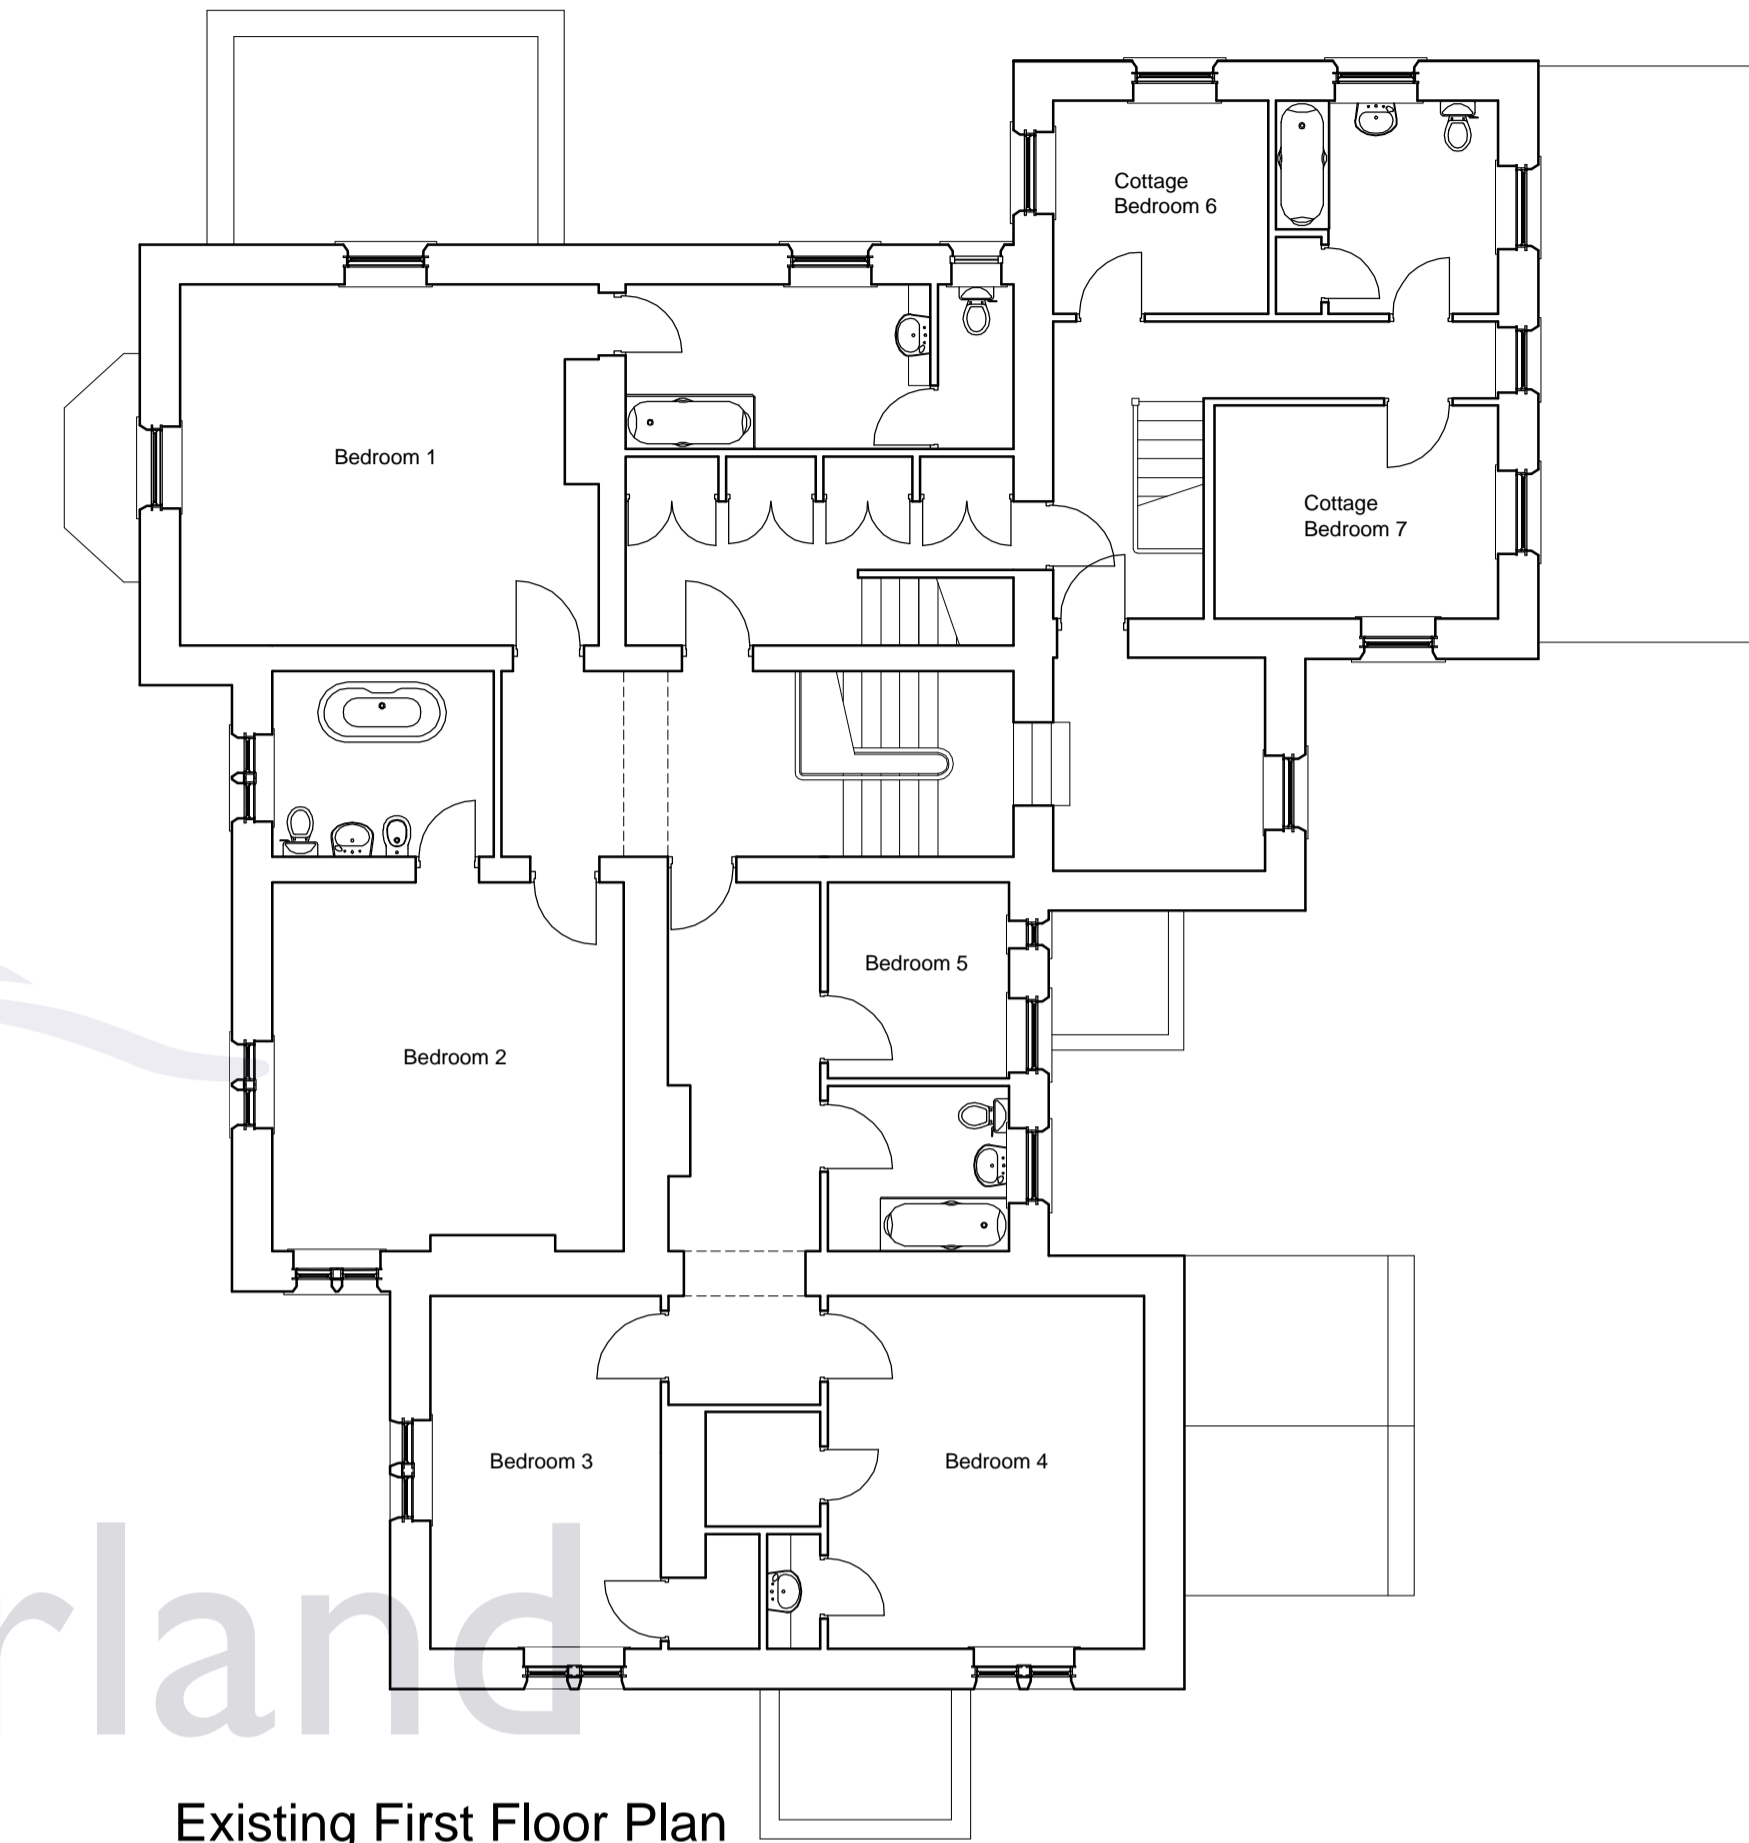 Cottage
Bedroom 6
Bedroom 1
Cottage
Bedroom 7
Bedroom 5
Bedroom 2
Bedroom 3
Bedroom 4
rland
Existing First Floor Plan